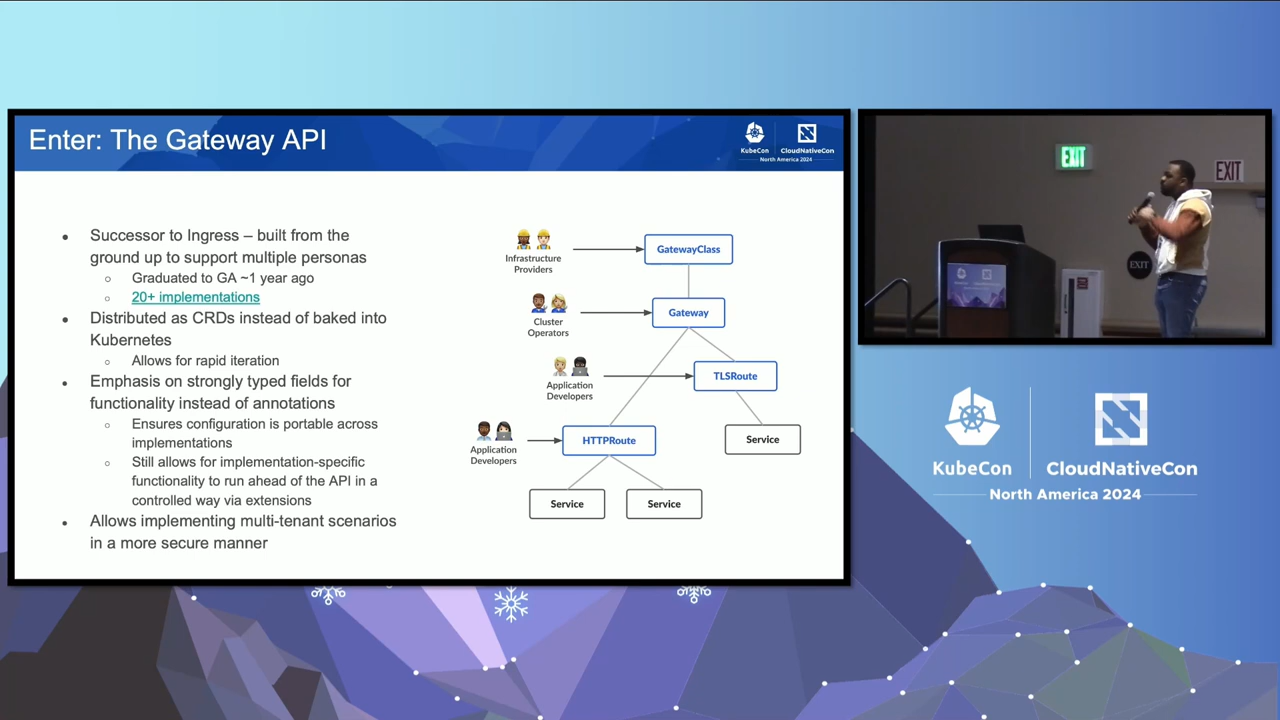 Enter: The Gateway API
KubeCon
CloudNativeCon
North America 2024
• Successor to Ingress – built from the
ground up to support multiple personas
○ Graduated to GA ~1 year ago
○ 20+ implementations
• Distributed as CRDs instead of baked into
Kubernetes
○ Allows for rapid iteration
• Emphasis on strongly typed fields for
functionality instead of annotations
○ Ensures configuration is portable across
implementations
○ Still allows for implementation-specific
functionality to run ahead of the API in a
controlled way via extensions
• Allows implementing multi-tenant scenarios
in a more secure manner
Infrastructure
Providers
GatewayClass
Cluster
Operators
Gateway
Application
Developers
TLSRoute
Application
Developers
HTTPRoute
Service
Service
Service
EXIT
EXIT
EXIT
KubeCon
CloudNativeCon
North America 2024